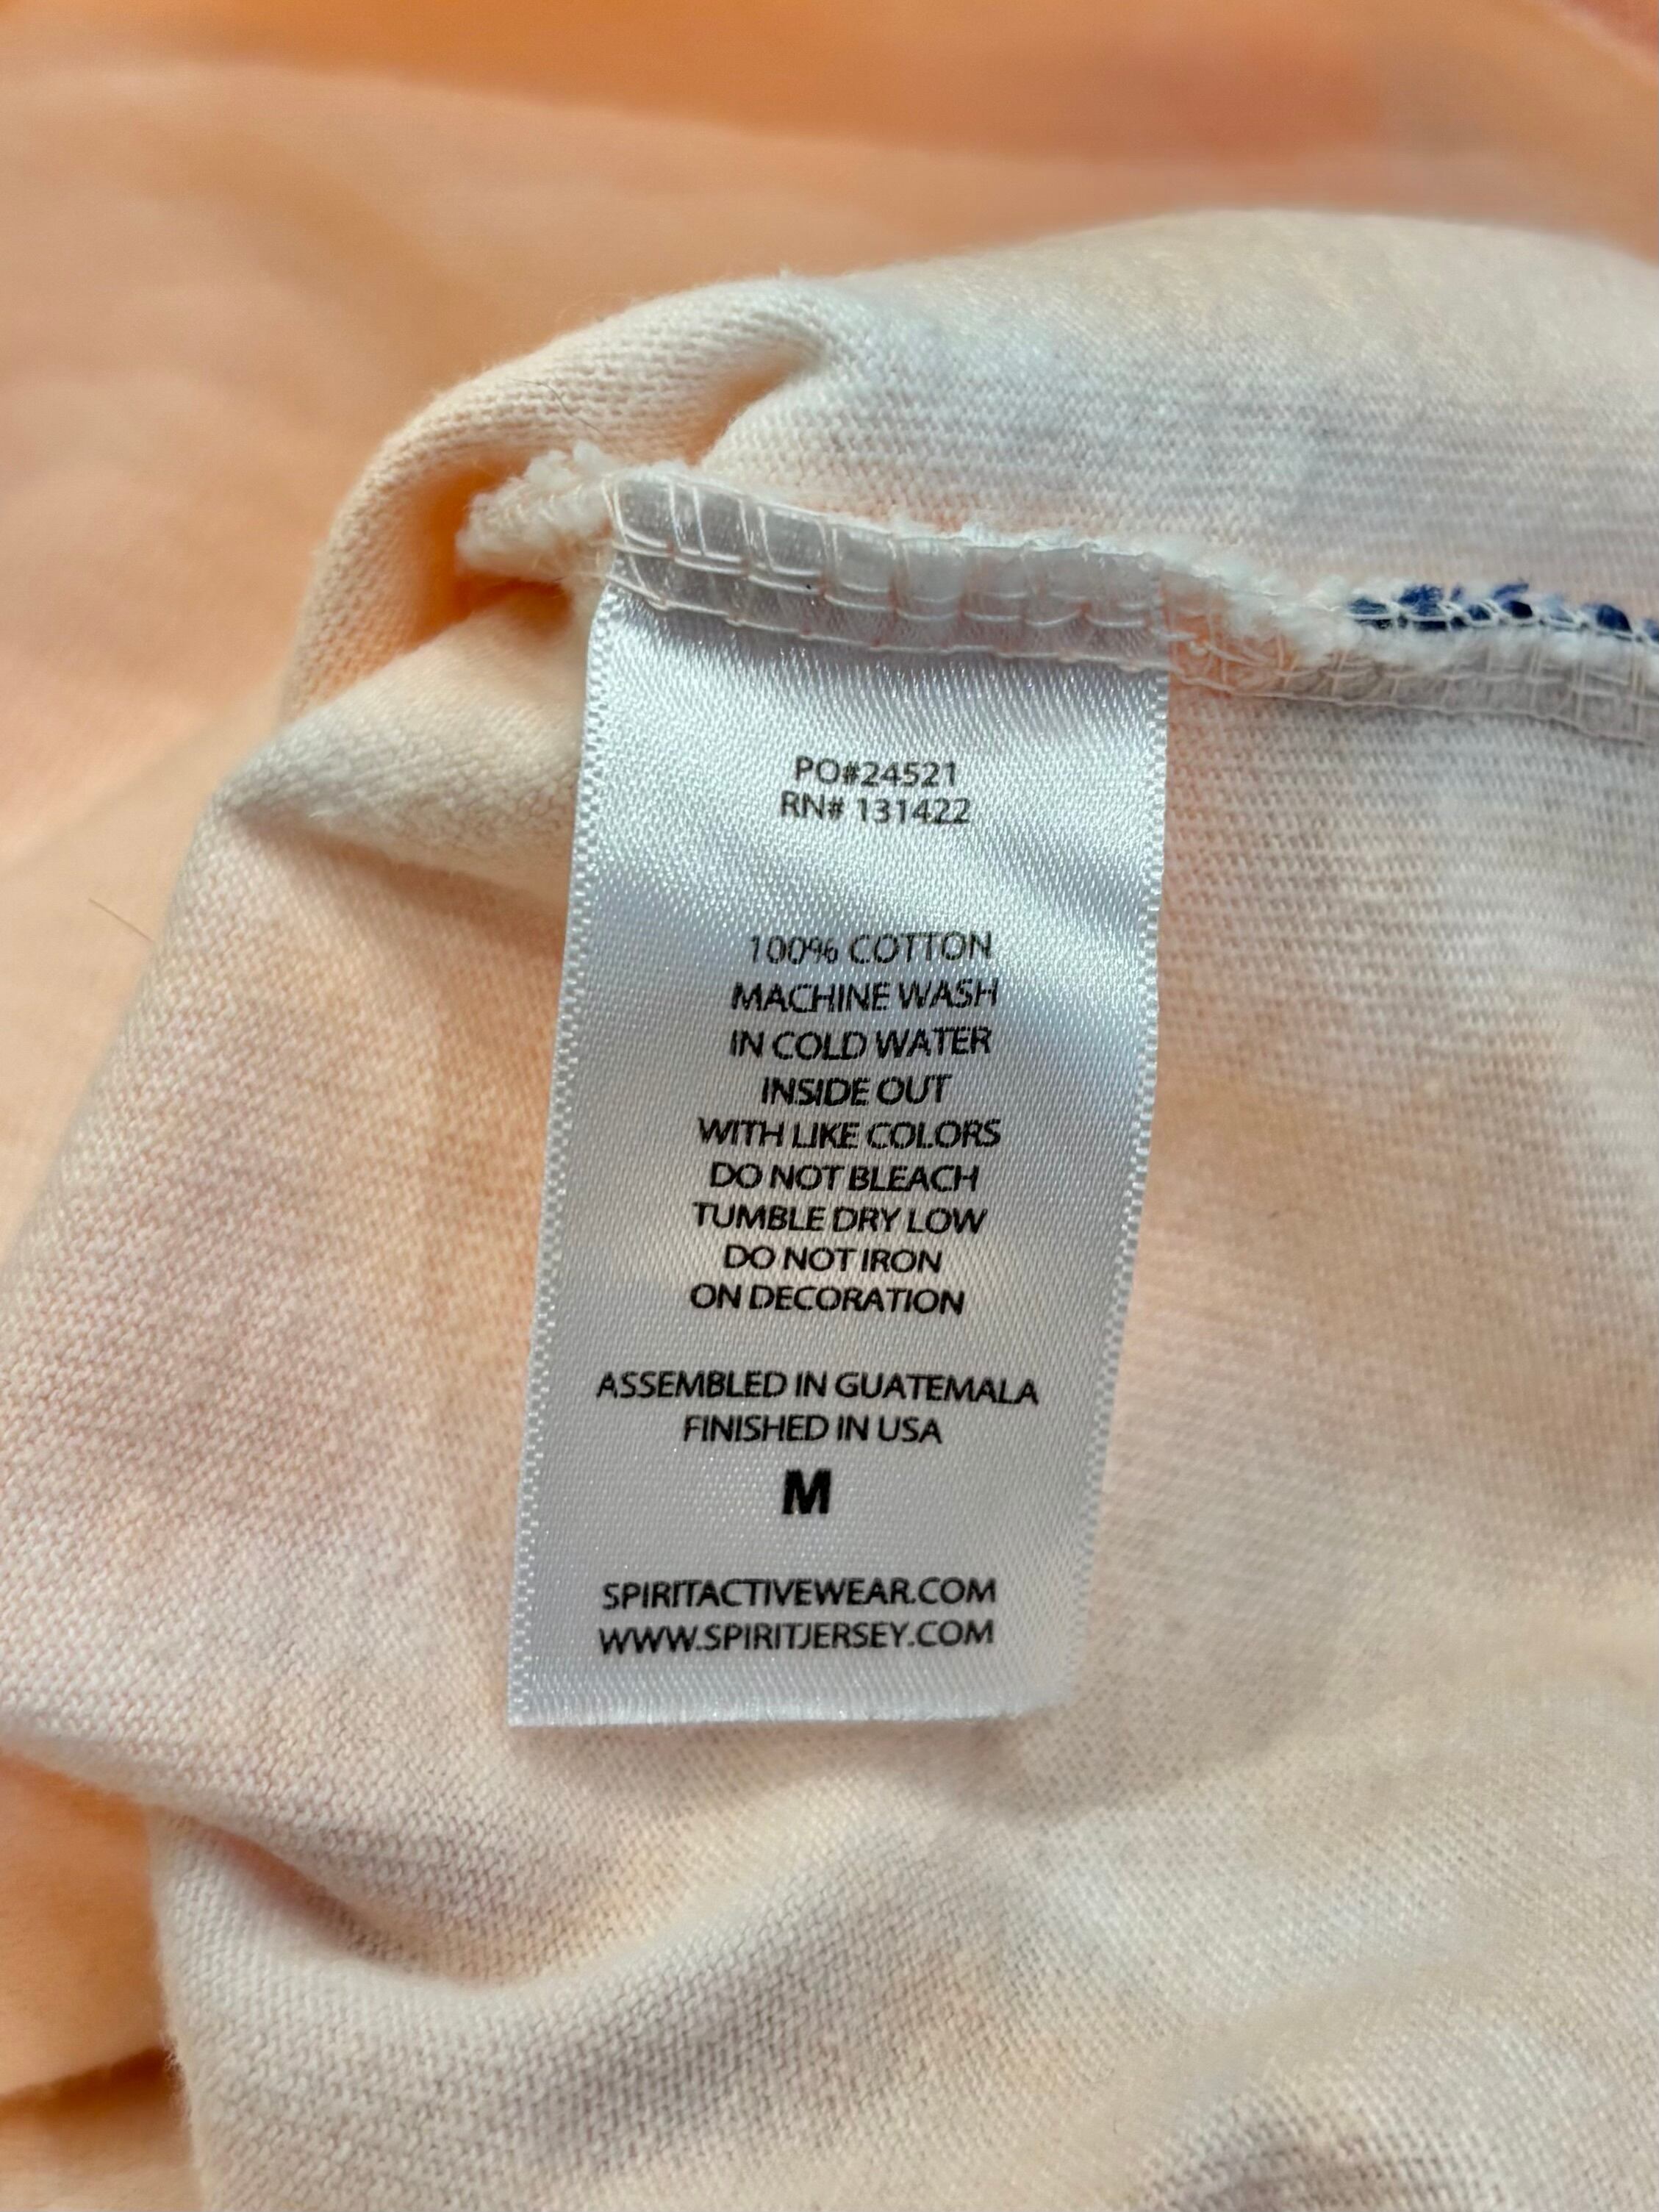 PO#24521
RN# 131422
100% COTTON
MACHINE WASH
IN COLD WATER
INSIDE OUT
WITH LIKE COLORS
DO NOT BLEACH
TUMBLE DRY LOW
DO NOT IRON
ON DECORATION
ASSEMBLED IN GUATEMALA
FINISHED IN USA
M
SPIRITACTIVEWEAR.COM
WWW.SPIRITJERSEY.COM